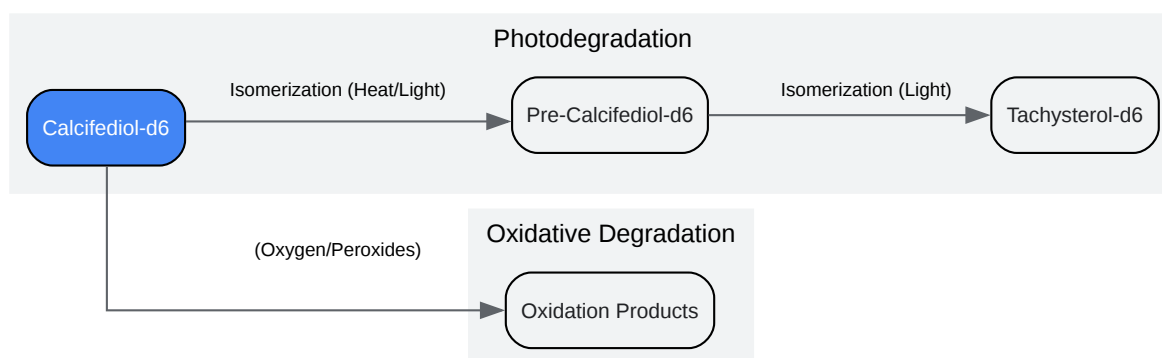 Photodegradation
Isomerization (Heat/Light)
Isomerization (Light)
Calcifediol-d6
Pre-Calcifediol-d6
Tachysterol-d6
Oxidative Degradation
(Oxygen/Peroxides)
Oxidation Products